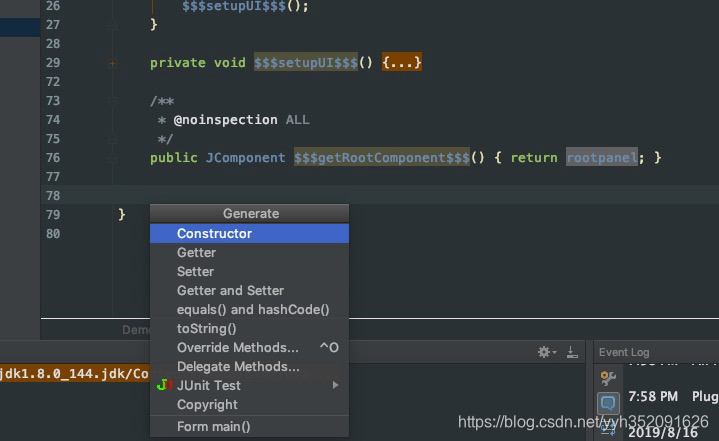 26 $$$setupUI$$$();
27 }
28
29 private void $$$setupUI$$$() {...}
72
73 /**
74 * @noinspection ALL
75 */
76 public JComponent $$$getRootComponent$$$() { return rootpanel; }
77
78
79 }
80
Generate
Constructor
Getter
Setter
Getter and Setter
equals() and hashCode()
toString()
Override Methods... ^O
Delegate Methods...
JUnit Test
Copyright
Form main()
Demo
jdk1.8.0_144.jdk/Co
Event Log
7:58 PM Plug
2019/8/16
https://blog.csdn.net/yyh352091626